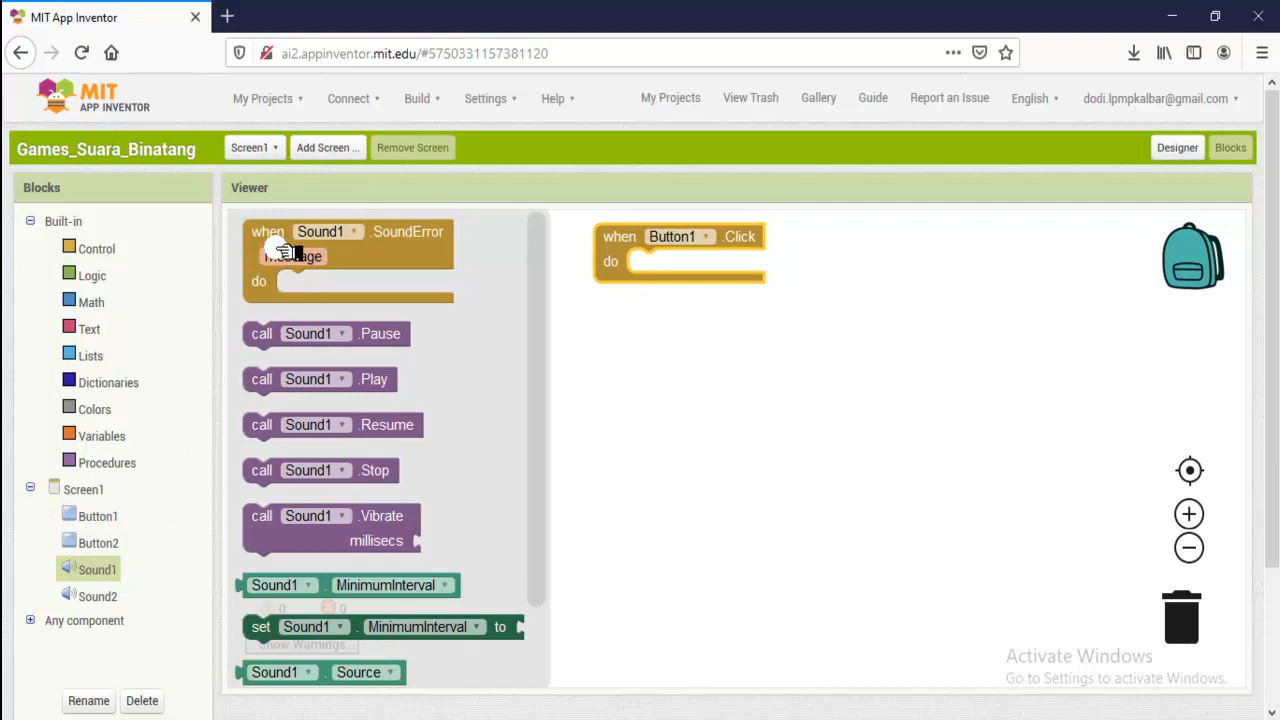 MIT App Inventor
ai2.appinventor.mit.edu/#5750331157381120
MIT
APP INVENTOR
My Projects Connect Build Settings Help My Projects View Trash Gallery Guide Report an Issue English dodi.lpmpkalbar@gmail.com
Games_Suara_Binatang Screen1 Add Screen ... Remove Screen Designer Blocks
Blocks
Viewer
Built-in
Control
Logic
Math
Text
Lists
Dictionaries
Colors
Variables
Procedures
Screen1
Button1
Button2
Sound1
Sound2
Any component
Rename Delete
when Sound1 .SoundError
do
call Sound1 .Pause
call Sound1 .Play
call Sound1 .Resume
call Sound1 .Stop
call Sound1 .Vibrate
millisecs
Sound1 . MinimumInterval
0 0
set Sound1 . MinimumInterval to
Show Warnings
Sound1 . Source
when Button1 .Click
do
Activate Windows
Go to Settings to activate Windows.